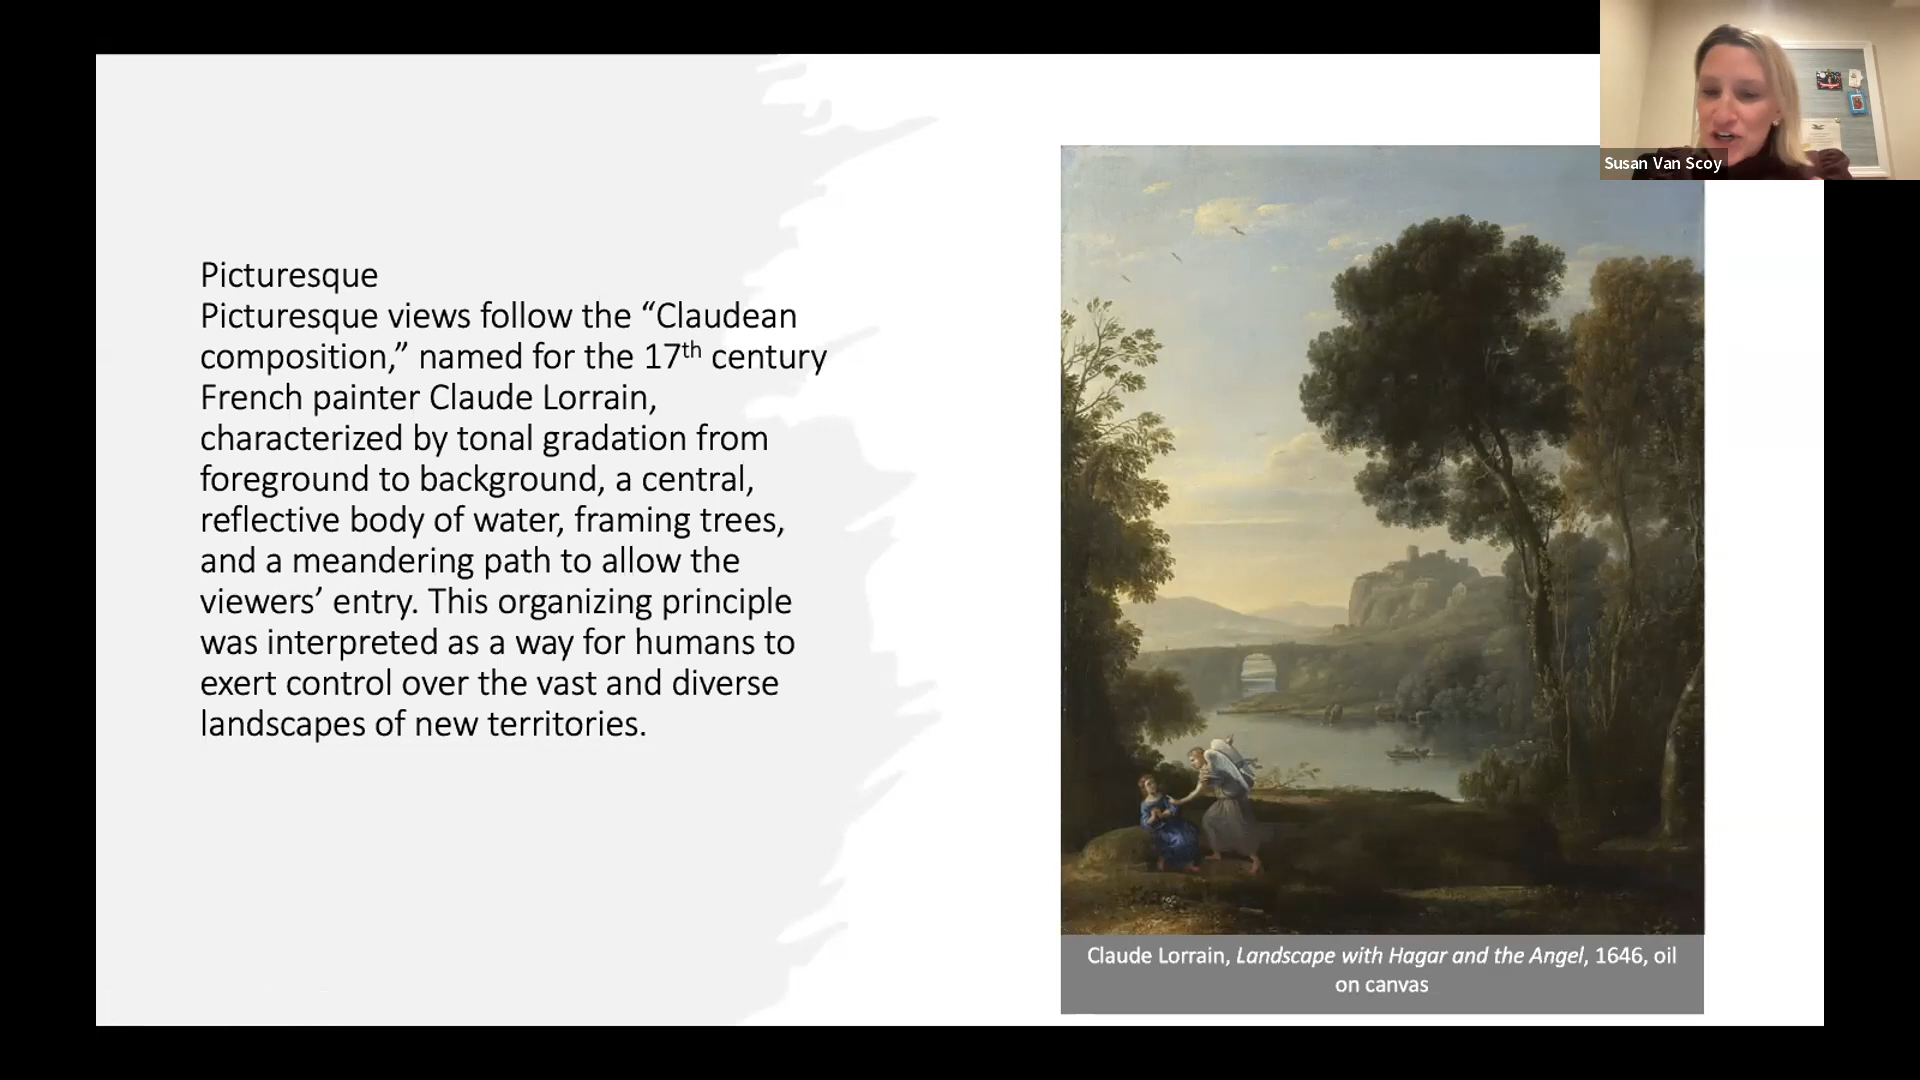 Picturesque
Picturesque views follow the “Claudean
composition,” named for the 17th century
French painter Claude Lorrain,
characterized by tonal gradation from
foreground to background, a central,
reflective body of water, framing trees,
and a meandering path to allow the
viewers’ entry. This organizing principle
was interpreted as a way for humans to
exert control over the vast and diverse
landscapes of new territories.
Claude Lorrain, Landscape with Hagar and the Angel, 1646, oil
on canvas
Susan Van Scoy